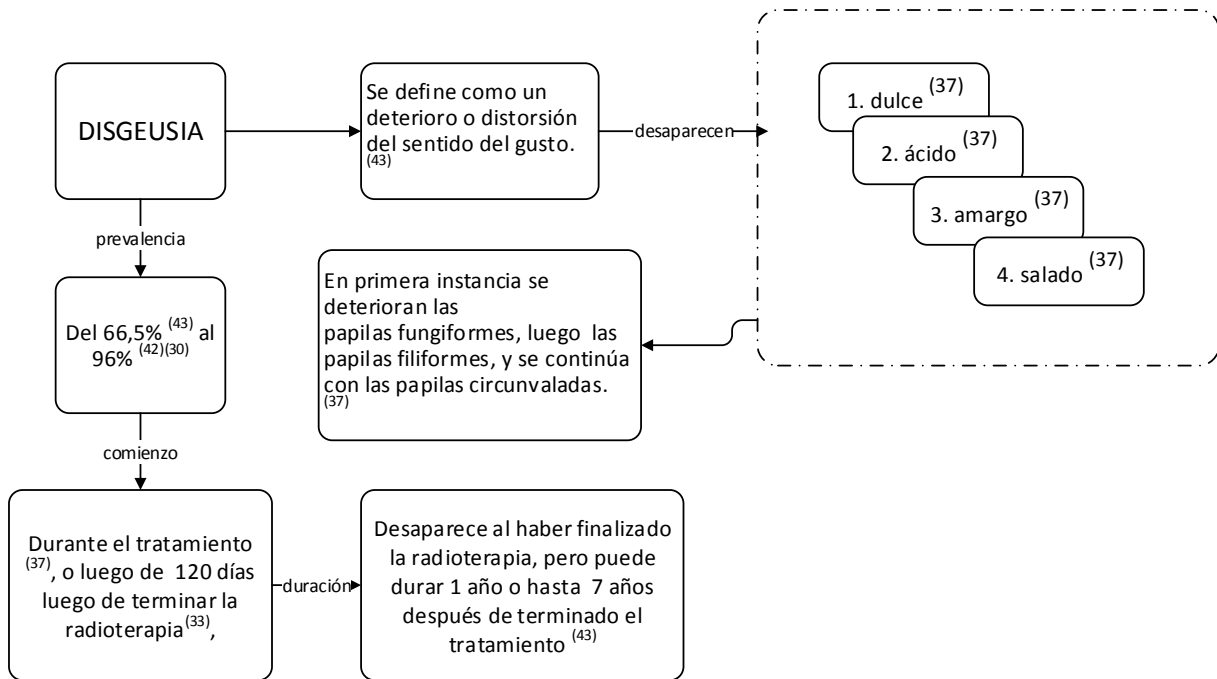 DISGEUSIA
Se define como un
deterioro o distorsión
del sentido del gusto.
(43)
desaparecen
1. dulce (37)
2. ácido (37)
3. amargo (37)
4. salado (37)
En primera instancia se
deterioran las
papilas fungiformes, luego las
papilas filiformes, y se continúa
con las papilas circunvaladas.
(37)
prevalencia
Del 66,5% (43) al
96% (42)(30)
comienzo
Durante el tratamiento
(37), o luego de 120 días
luego de terminar la
radioterapia(33),
duración
Desaparece al haber finalizado
la radioterapia, pero puede
durar 1 año o hasta 7 años
después de terminado el
tratamiento (43)